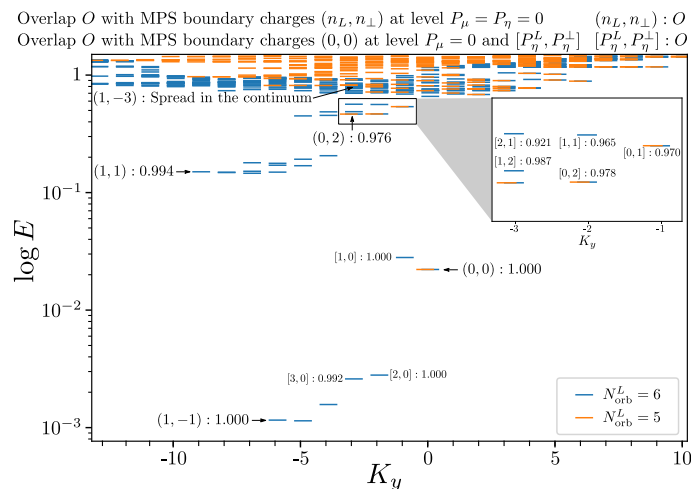 Overlap O with MPS boundary charges (n_L, n_⊥) at level P_μ = P_η = 0 (n_L, n_⊥) : O
Overlap O with MPS boundary charges (0, 0) at level P_μ = 0 and [P_η^L, P_η^⊥] [P_η^L, P_η^⊥] : O
1
(1, −3) : Spread in the continuum
(0, 2) : 0.976
[2, 1] : 0.921
[1, 1] : 0.965
[0, 1] : 0.970
[1, 2] : 0.987
[0, 2] : 0.978
-3
-2
-1
K_y
(1, 1) : 0.994
10^−1
log E
[1, 0] : 1.000
(0, 0) : 1.000
10^−2
[3, 0] : 0.992
[2, 0] : 1.000
(1, −1) : 1.000
N_orb^L = 6
N_orb^L = 5
10^−3
-10
-5
0
5
10
K_y